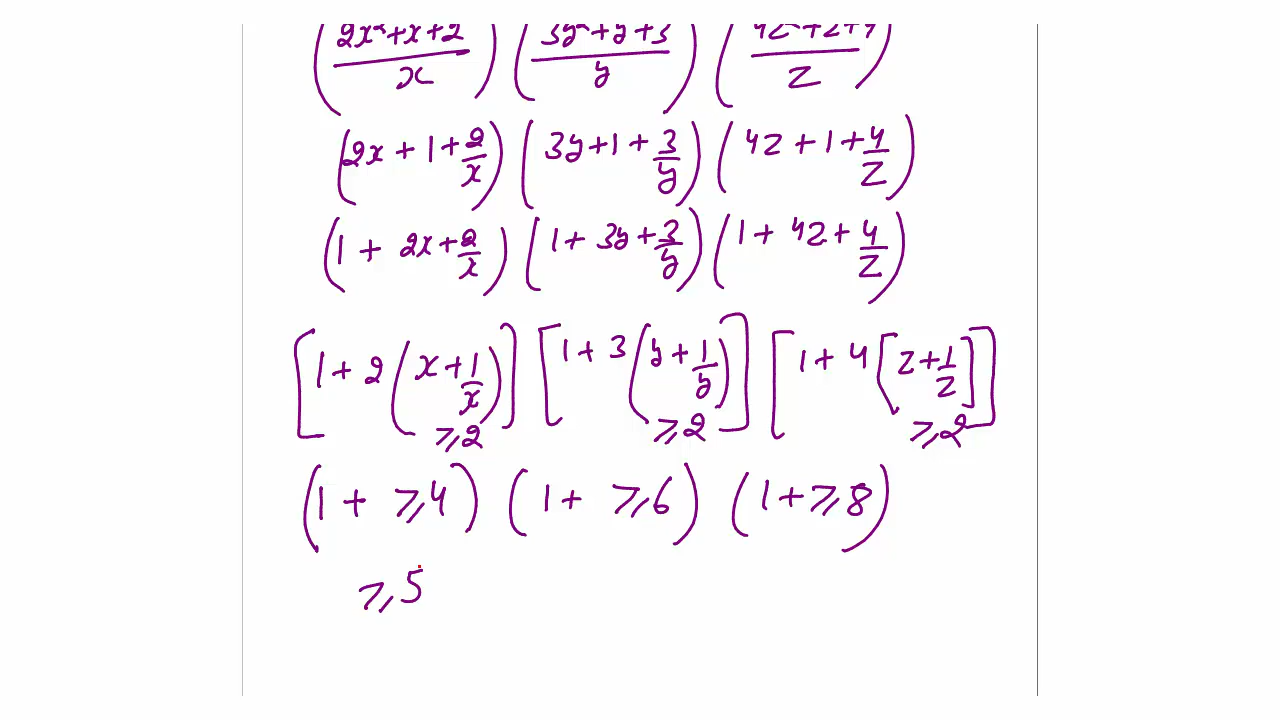 (2x²+x+2/x) (3y²+y+3/y) (4z²+z+4/z)
(2x + 1 + 2/x) (3y + 1 + 3/y) (4z + 1 + 4/z)
(1 + 2x + 2/x) (1 + 3y + 3/y) (1 + 4z + 4/z)
[1 + 2(x + 1/x)] [1 + 3(y + 1/y)] [1 + 4[z + 1/z]]
≥2 ≥2 ≥2
(1 + ≥4) (1 + ≥6) (1 + ≥8)
≥5